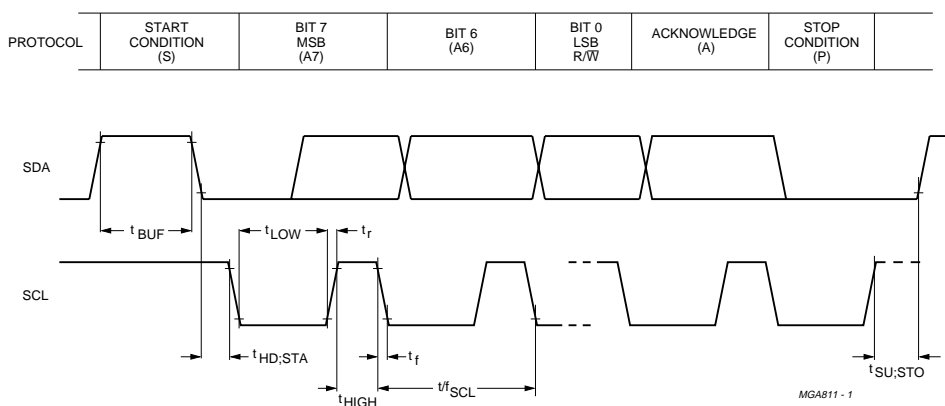 PROTOCOL
START
CONDITION
(S)
BIT 7
MSB
(A7)
BIT 6
(A6)
BIT 0
LSB
R/W̅
ACKNOWLEDGE
(A)
STOP
CONDITION
(P)
SDA
t BUF
t LOW
t r
SCL
t HD;STA
t f
t SU;STO
t HIGH
t/f SCL
MGA811 - 1